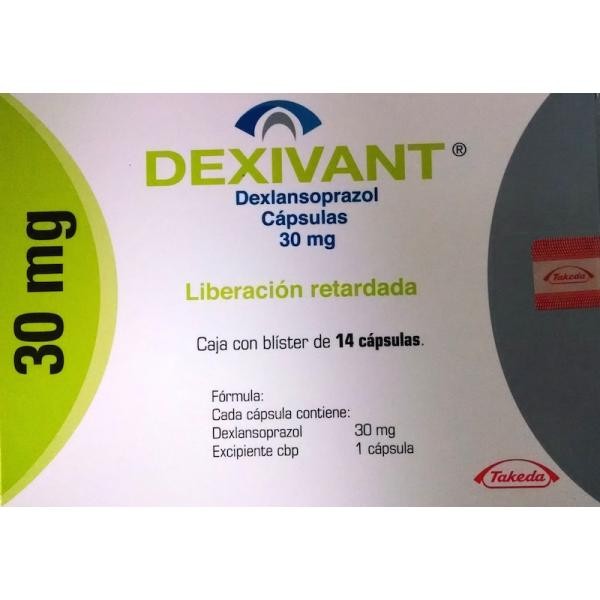 30 mg
DEXIVANT®
Dexlansoprazol
Cápsulas
30 mg
Liberación retardada
Caja con blíster de 14 cápsulas.
Fórmula:
Cada cápsula contiene:
Dexlansoprazol 30 mg
Excipiente cbp 1 cápsula
Takeda
Takeda